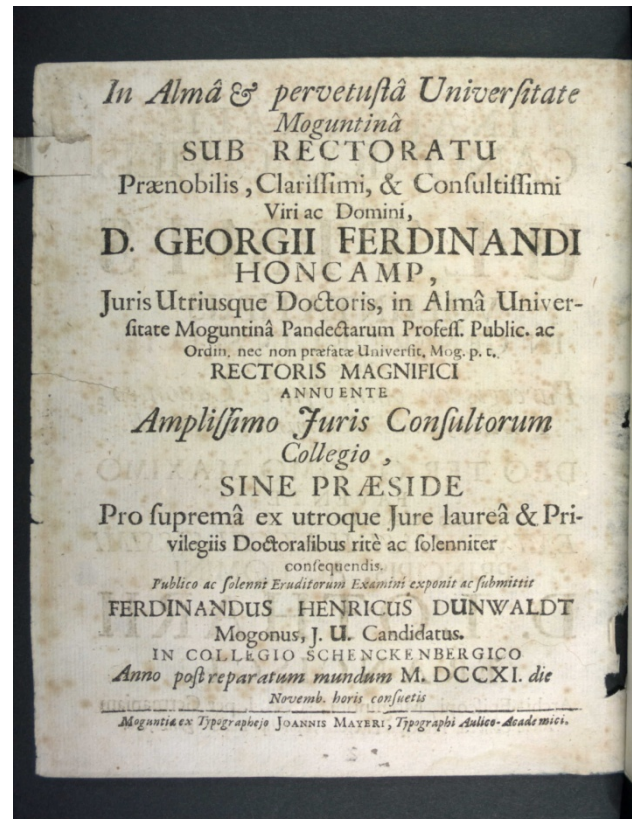 In Almâ & pervetuſtâ Univerſitate
Moguntinâ
SUB RECTORATU
Prænobilis, Clariſſimi, & Conſultiſſimi
Viri ac Domini,
D. GEORGII FERDINANDI
HONCAMP,
Juris Utriusque Doctoris, in Almâ Univer-
ſitate Moguntinâ Pandectarum Profeſſ. Public. ac
Ordin. nec non præfatæ Univerſit. Mog. p. t.
RECTORIS MAGNIFICI
ANNUENTE
Ampliſſimo Juris Conſultorum
Collegio,
SINE PRÆSIDE
Pro ſupremâ ex utroque Jure laureâ & Pri-
vilegiis Doctoralibus ritè ac ſolenniter
conſequendis.
Publico ac ſolenni Eruditorum Examini exponit ac ſubmittit
FERDINANDUS HENRICUS DUNWALDT
Mogonus, J. U. Candidatus.
IN COLLEGIO SCHENCKENBERGICO
Anno poſt reparatum mundum M. DCCXI. die
Novemb. horis conſuetis
Moguntiæ ex Typographejo JOANNIS MAYERI, Typographi Aulico-Academici.